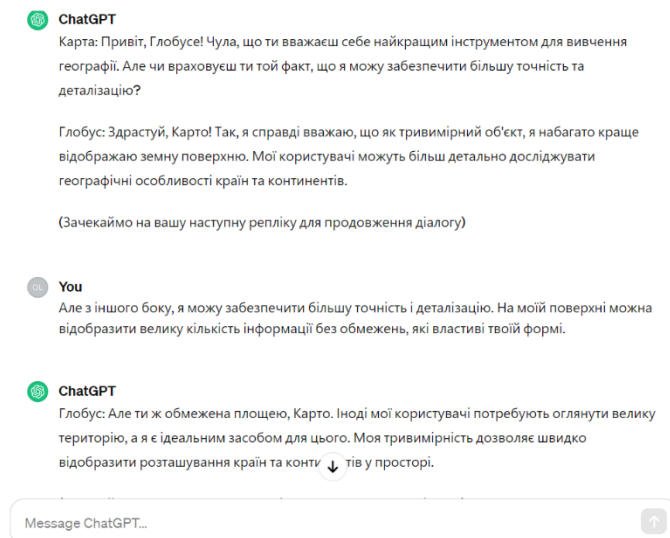 ChatGPT
Карта: Привіт, Глобусе! Чула, що ти вважаєш себе найкращим інструментом для вивчення
географії. Але чи враховуєш ти той факт, що я можу забезпечити більшу точність та
деталізацію?
Глобус: Здрастуй, Карто! Так, я справді вважаю, що як тривимірний об'єкт, я набагато краще
відображаю земну поверхню. Мої користувачі можуть більш детально досліджувати
географічні особливості країн та континентів.
(Зачекаймо на вашу наступну репліку для продовження діалогу)
You
Але з іншого боку, я можу забезпечити більшу точність і деталізацію. На моїй поверхні можна
відобразити велику кількість інформації без обмежень, які властиві твоїй формі.
ChatGPT
Глобус: Але ти ж обмежена площею, Карто. Іноді мої користувачі потребують оглянути велику
територію, а я є ідеальним засобом для цього. Моя тривимірність дозволяє швидко
відобразити розташування країн та тів у просторі.
Message ChatGPT...